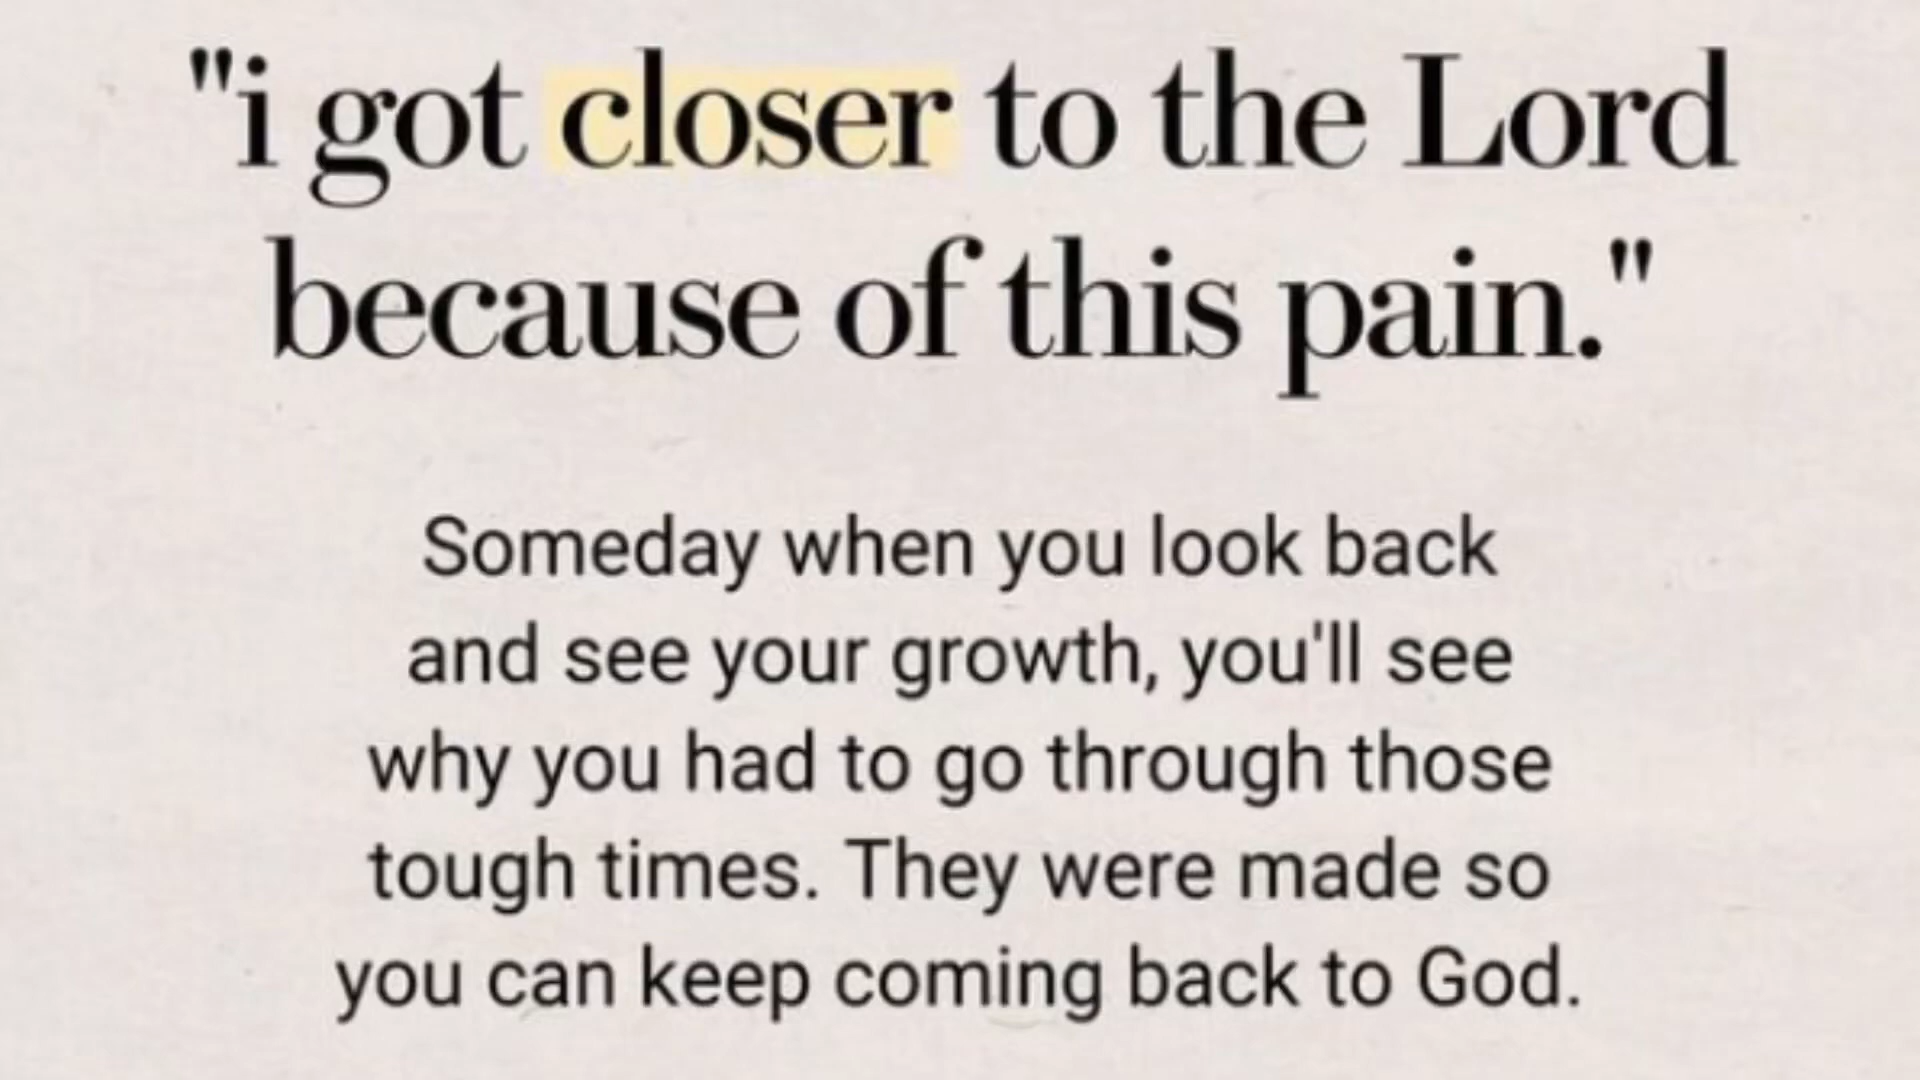 "i got closer to the Lord
because of this pain."
Someday when you look back
and see your growth, you'll see
why you had to go through those
tough times. They were made so
you can keep coming back to God.